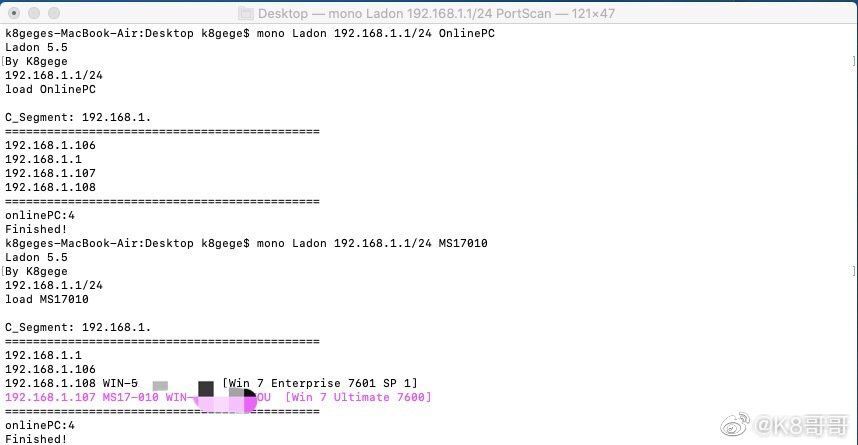 Desktop — mono Ladon 192.168.1.1/24 PortScan — 121×47
k8geges-MacBook-Air:Desktop k8gege$ mono Ladon 192.168.1.1/24 OnlinePC
Ladon 5.5
[By K8gege ]
192.168.1.1/24
load OnlinePC
C_Segment: 192.168.1.
=============================================
192.168.1.106
192.168.1.1
192.168.1.107
192.168.1.108
=============================================
onlinePC:4
Finished!
k8geges-MacBook-Air:Desktop k8gege$ mono Ladon 192.168.1.1/24 MS17010
Ladon 5.5
[By K8gege ]
192.168.1.1/24
load MS17010
C_Segment: 192.168.1.
=============================================
192.168.1.1
192.168.1.106
192.168.1.108 WIN-5 [Win 7 Enterprise 7601 SP 1]
192.168.1.107 MS17-010 WIN- OU [Win 7 Ultimate 7600]
=============================================
onlinePC:4
Finished!
@K8哥哥